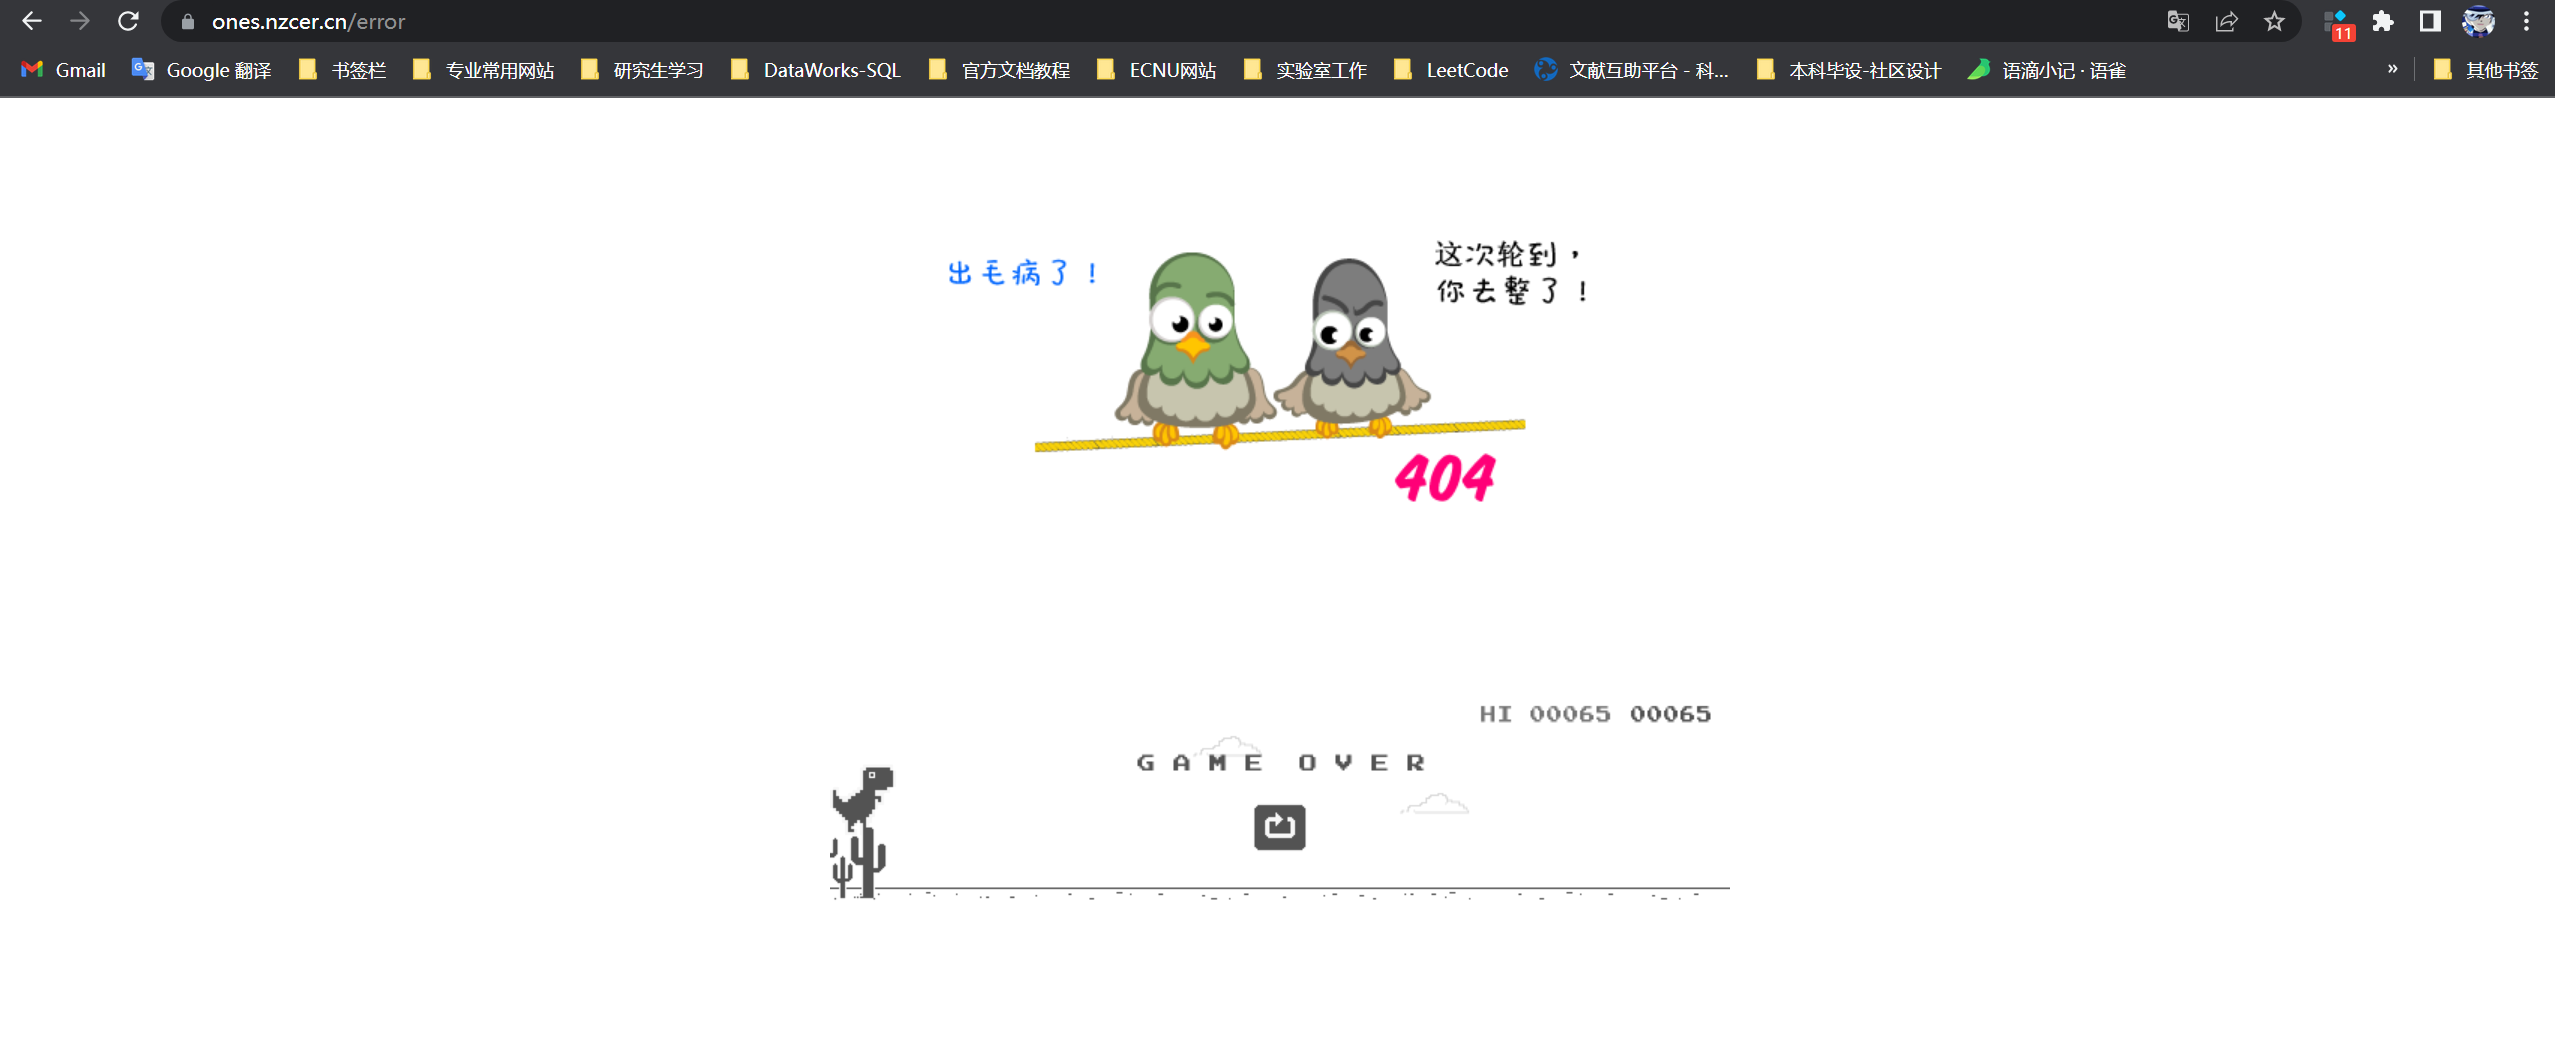 ones.nzcer.cn/error
11
Gmail
Google 翻译
书签栏
专业常用网站
研究生学习
DataWorks-SQL
官方文档教程
ECNU网站
实验室工作
LeetCode
文献互助平台 - 科...
本科毕设-社区设计
语滴小记 · 语雀
»
其他书签
出毛病了！
这次轮到，
你去整了！
404
HI 00065 00065
GAME OVER